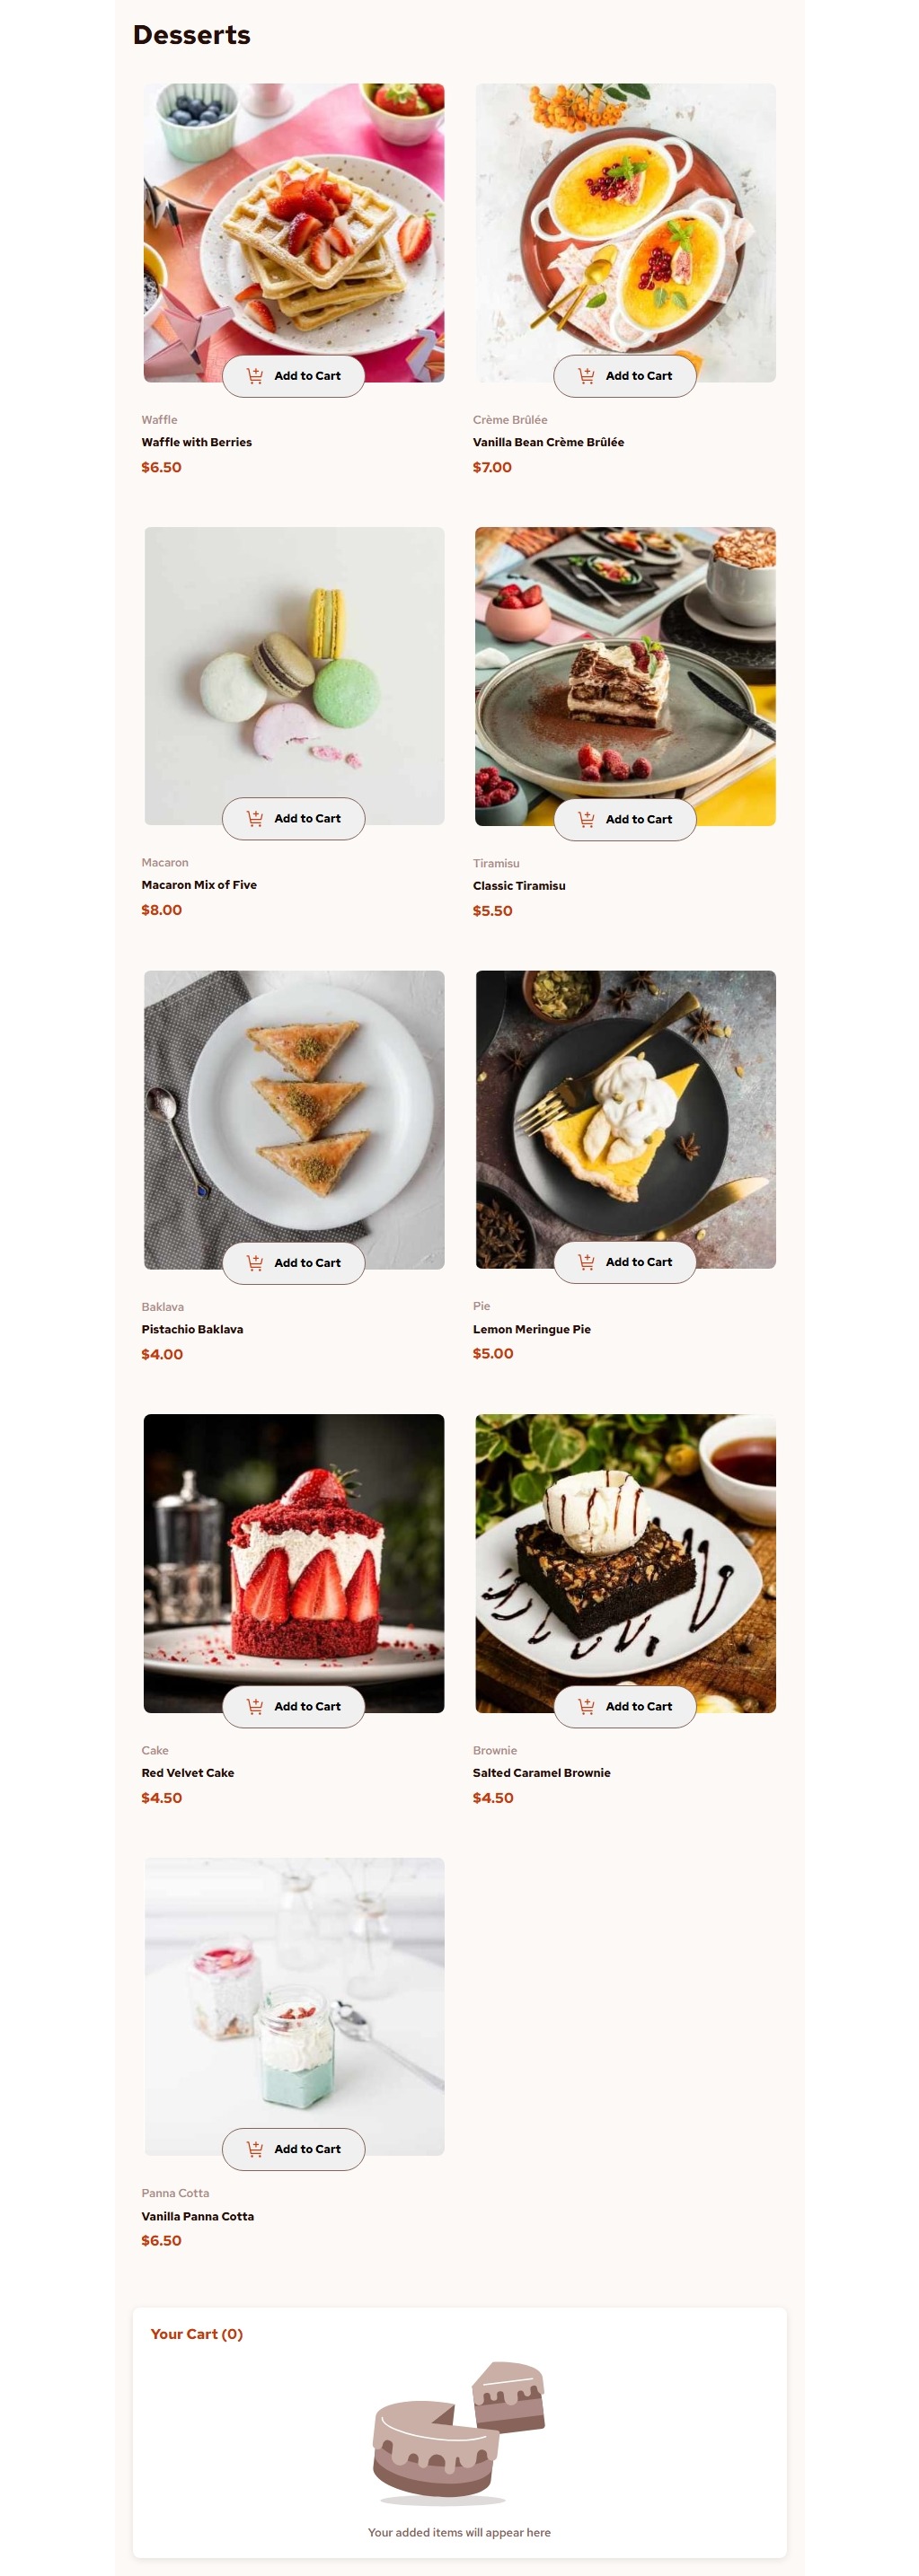 Desserts
Add to Cart
Waffle
Waffle with Berries
$6.50
Add to Cart
Crème Brûlée
Vanilla Bean Crème Brûlée
$7.00
Add to Cart
Macaron
Macaron Mix of Five
$8.00
Add to Cart
Tiramisu
Classic Tiramisu
$5.50
Add to Cart
Baklava
Pistachio Baklava
$4.00
Add to Cart
Pie
Lemon Meringue Pie
$5.00
Add to Cart
Cake
Red Velvet Cake
$4.50
Add to Cart
Brownie
Salted Caramel Brownie
$4.50
Add to Cart
Panna Cotta
Vanilla Panna Cotta
$6.50
Your Cart (0)
Your added items will appear here